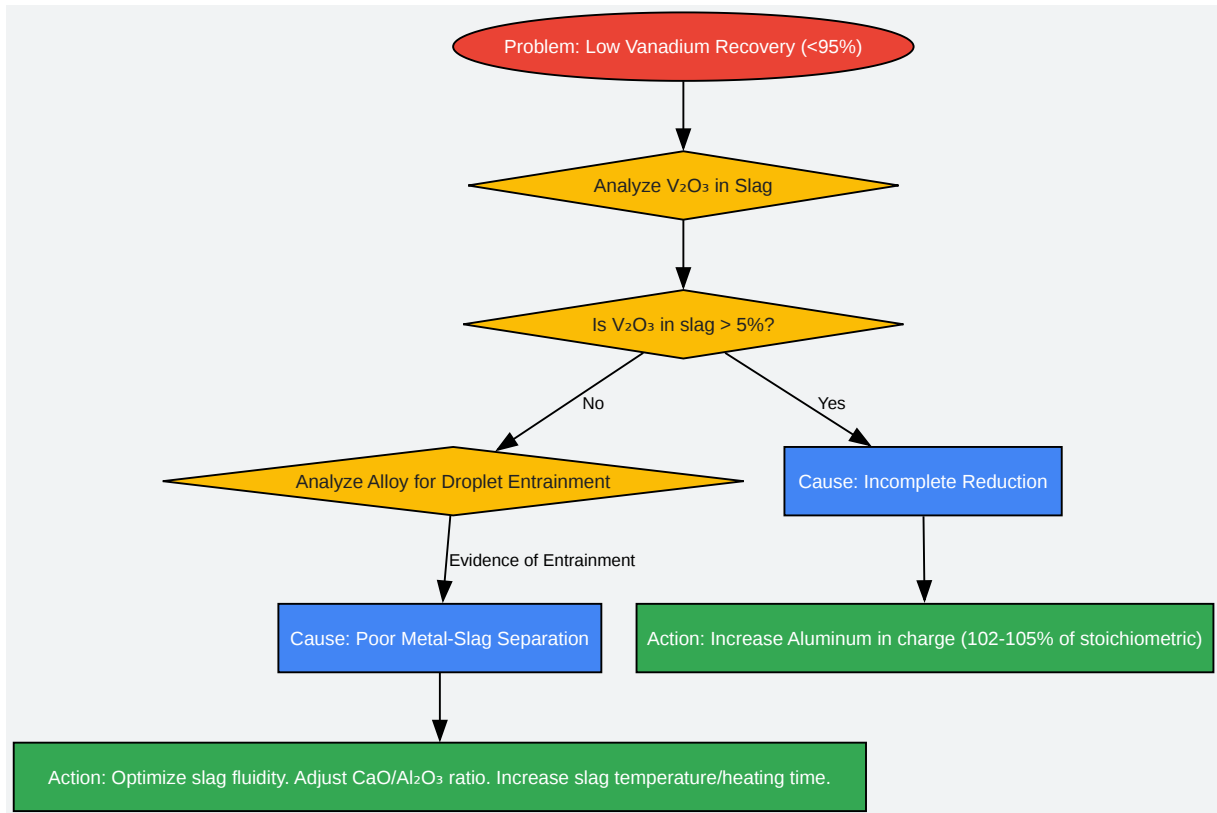 Problem: Low Vanadium Recovery (<95%)
Analyze V₂O₃ in Slag
Is V₂O₃ in slag > 5%?
No
Yes
Analyze Alloy for Droplet Entrainment
Cause: Incomplete Reduction
Evidence of Entrainment
Cause: Poor Metal-Slag Separation
Action: Increase Aluminum in charge (102-105% of stoichiometric)
Action: Optimize slag fluidity. Adjust CaO/Al₂O₃ ratio. Increase slag temperature/heating time.